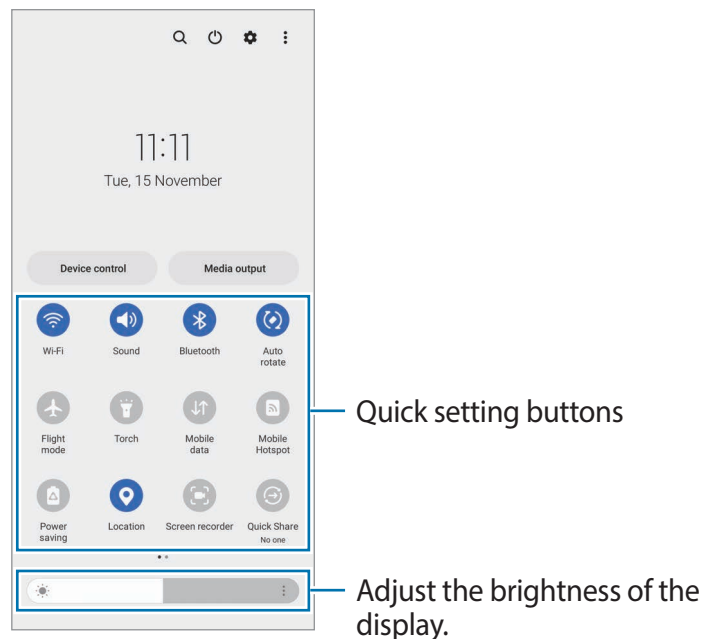 11:11
Tue, 15 November
Device control Media output
Wi-Fi Sound Bluetooth Auto
rotate
Quick setting buttons
Flight Torch Mobile Mobile
mode data Hotspot
Power Location Screen recorder Quick Share
saving No one
Adjust the brightness of the
display.